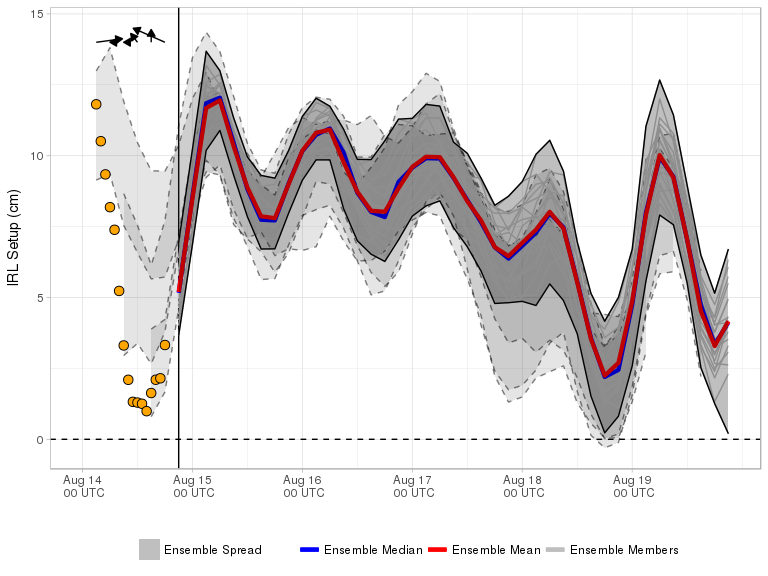 15
10
5
0
IRL Setup (cm)
Aug 14 Aug 15 Aug 16 Aug 17 Aug 18 Aug 19
00 UTC 00 UTC 00 UTC 00 UTC 00 UTC 00 UTC
Ensemble Spread Ensemble Median Ensemble Mean Ensemble Members